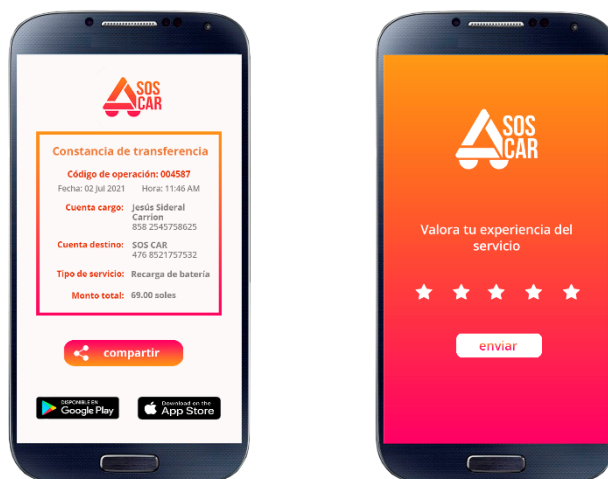 SOS
CAR
Constancia de transferencia
Código de operación: 004587
Fecha: 02 Jul 2021 Hora: 11:46 AM
Cuenta cargo: Jesús Sideral
Carrion
858 2545758625
Cuenta destino: SOS CAR
476 8521757532
Tipo de servicio: Recarga de batería
Monto total: 69.00 soles
compartir
DISPONIBLE EN
Google Play
Download on the
App Store
SOS
CAR
Valora tu experiencia del
servicio
enviar